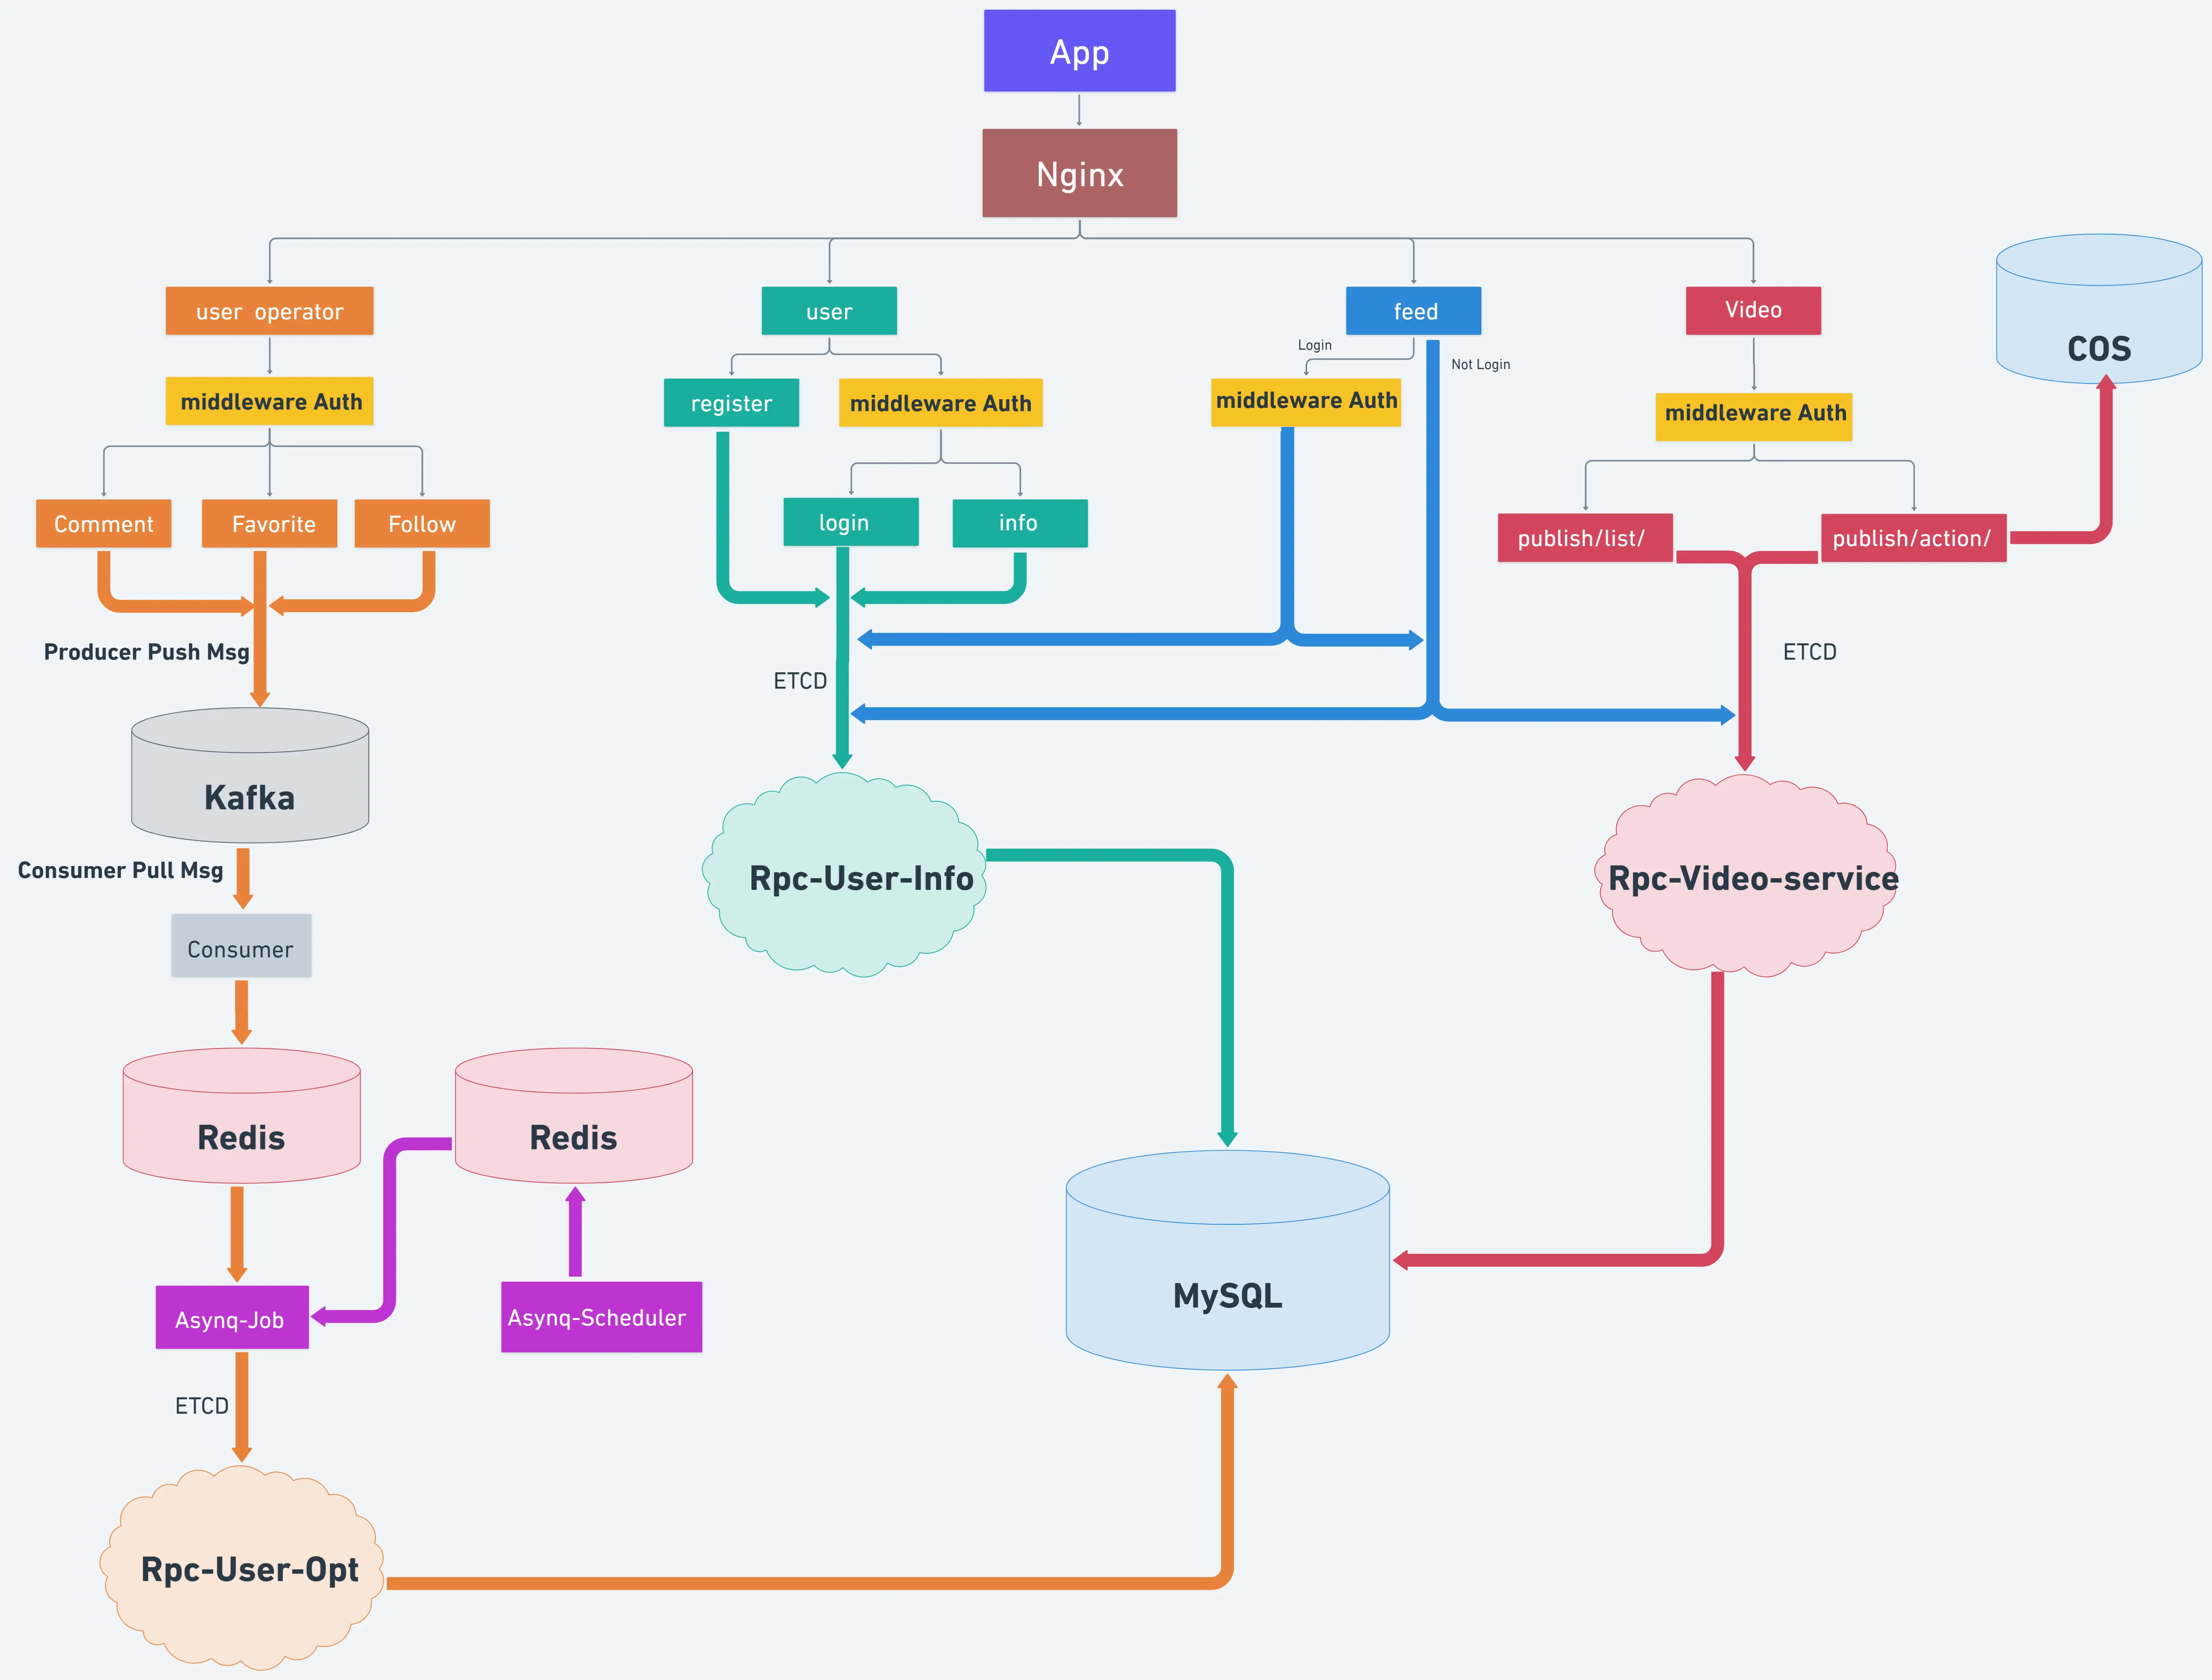 App
Nginx
user operator
user
feed
Video
COS
Login
Not Login
middleware Auth
register
middleware Auth
middleware Auth
middleware Auth
Comment
Favorite
Follow
login
info
publish/list/
publish/action/
Producer Push Msg
ETCD
ETCD
Kafka
Consumer Pull Msg
Rpc-User-Info
Rpc-Video-service
Consumer
Redis
Redis
Asynq-Job
Asynq-Scheduler
MySQL
ETCD
Rpc-User-Opt